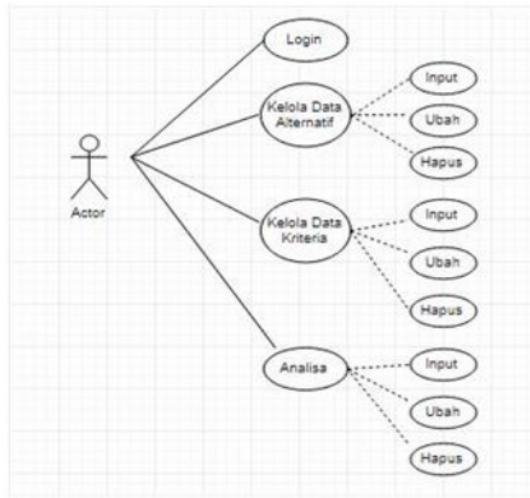 Login
Kelola Data
Alternatif
Input
Ubah
Hapus
Actor
Kelola Data
Kriteria
Input
Ubah
Hapus
Analisa
Input
Ubah
Hapus